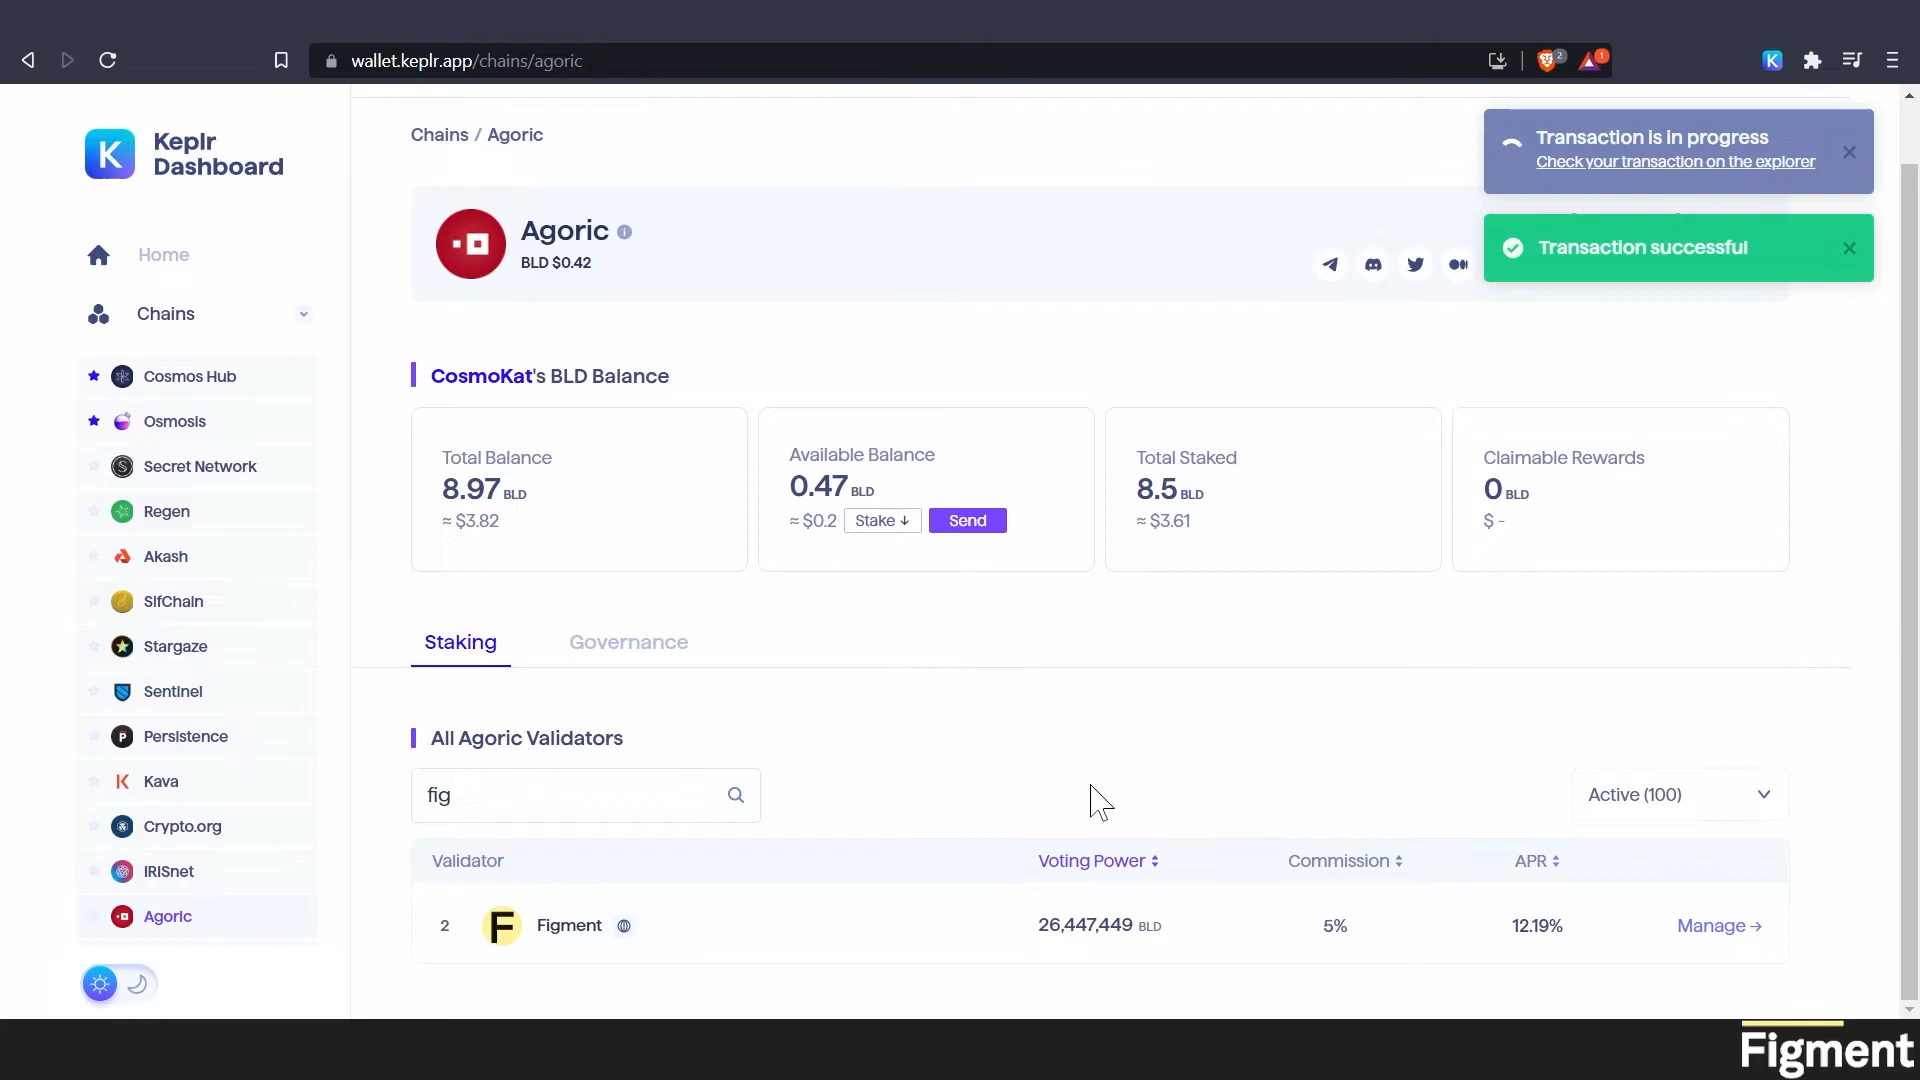 wallet.keplr.app/chains/agoric
2
1
K
K
Keplr
Dashboard
Home
Chains
Cosmos Hub
Osmosis
Secret Network
Regen
Akash
SifChain
Stargaze
Sentinel
Persistence
Kava
Crypto.org
IRISnet
Agoric
Chains / Agoric
Transaction is in progress
Check your transaction on the explorer
Transaction successful
Agoric
BLD $0.42
CosmoKat's BLD Balance
Total Balance
8.97 BLD
≈ $3.82
Available Balance
0.47 BLD
≈ $0.2 Stake ↓ Send
Total Staked
8.5 BLD
≈ $3.61
Claimable Rewards
0 BLD
$ -
Staking Governance
All Agoric Validators
fig
Active (100)
Validator Voting Power Commission APR
2 F Figment 26,447,449 BLD 5% 12.19% Manage →
Figment